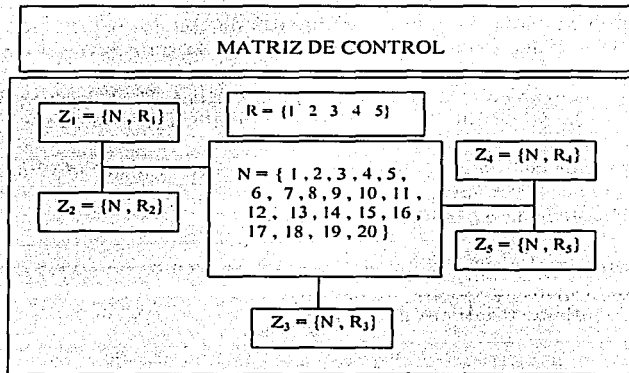 MATRIZ DE CONTROL
Z₁ = {N , R₁}
R = {1 2 3 4 5}
Z₂ = {N , R₂}
N = { 1 , 2 , 3 , 4 , 5 ,
6 , 7 , 8 , 9 , 10 , 11 ,
12 , 13 , 14 , 15 , 16 ,
17 , 18 , 19 , 20 }
Z₄ = {N , R₄}
Z₅ = {N , R₅}
Z₃ = {N , R₃}